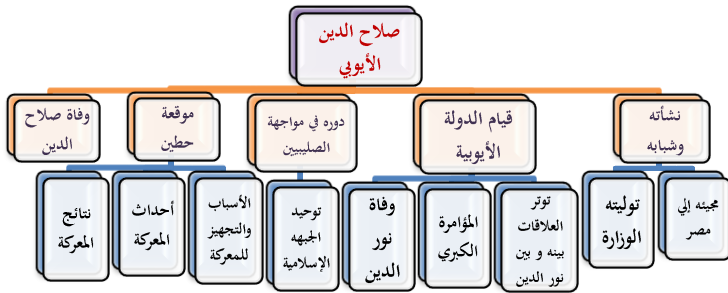 صلاح الدين
الأيوبي
نشأته
وشبابه
قيام الدولة
الأيوبية
دوره في مواجهة
الصليبيين
موقعة
حطين
وفاة صلاح
الدين
مجيئه إلي
مصر
توليته
الوزارة
توتر
العلاقات
بينه و بين
نور الدين
المؤامرة
الكبري
وفاة
نور
الدين
توحيد
الجبهه
الإسلامية
الأسباب
والتجهيز
للمعركة
أحداث
المعركة
نتائج
المعركة